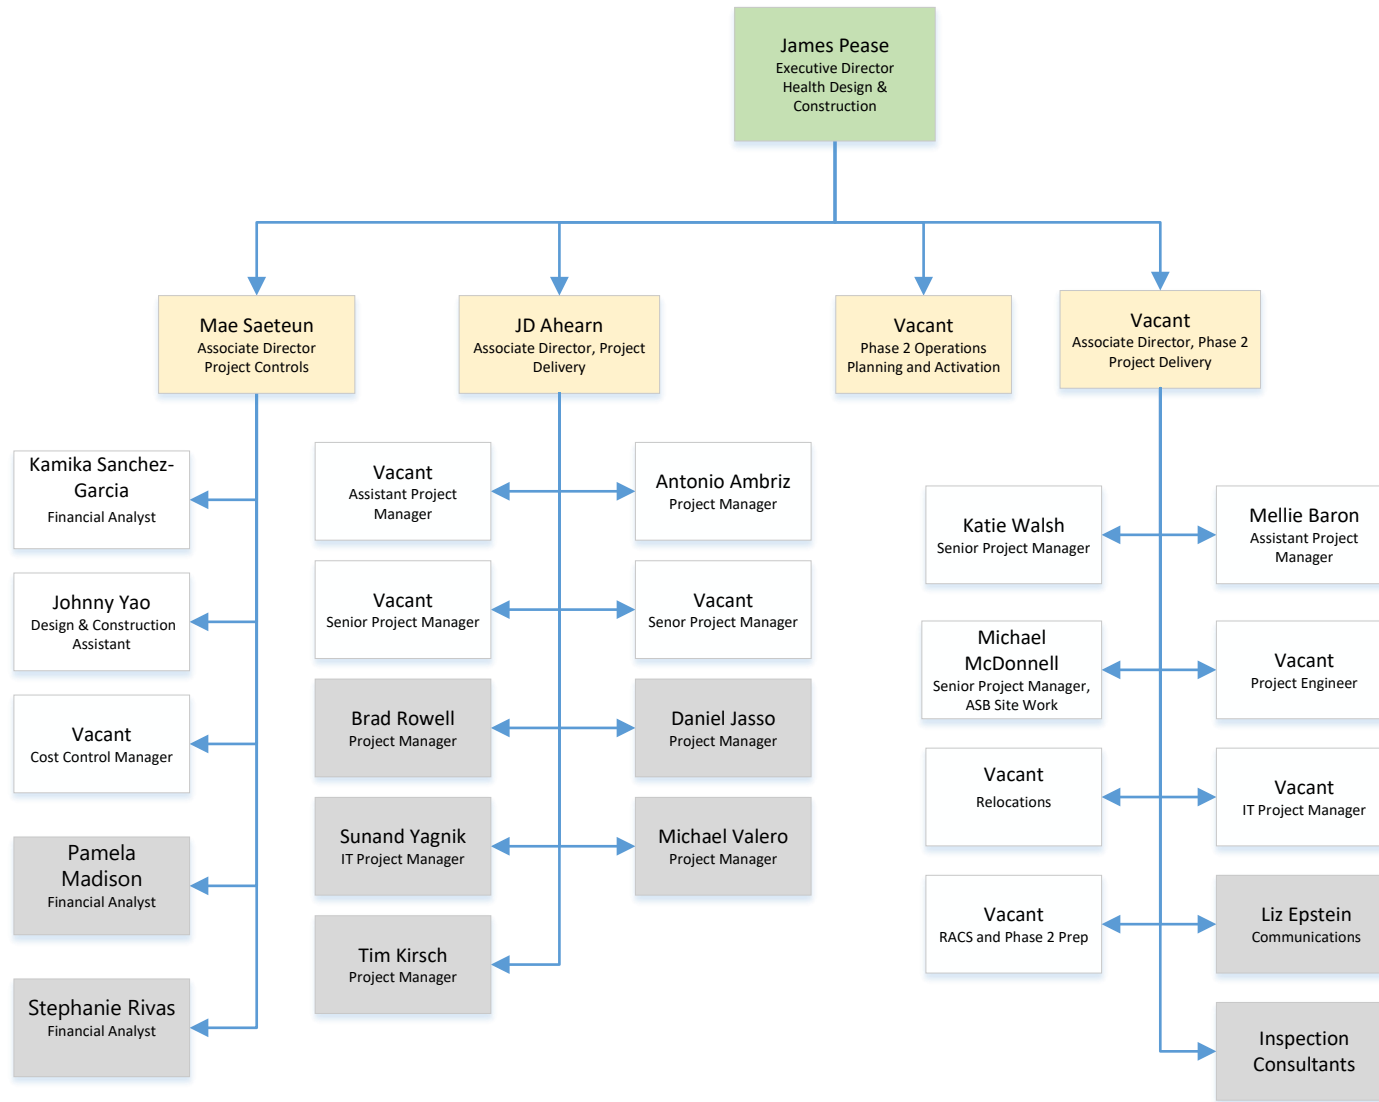 James Pease
Executive Director
Health Design &
Construction
Mae Saeteun
Associate Director
Project Controls
JD Ahearn
Associate Director, Project
Delivery
Vacant
Phase 2 Operations
Planning and Activation
Vacant
Associate Director, Phase 2
Project Delivery
Kamika Sanchez-
Garcia
Financial Analyst
Johnny Yao
Design & Construction
Assistant
Vacant
Cost Control Manager
Pamela
Madison
Financial Analyst
Stephanie Rivas
Financial Analyst
Vacant
Assistant Project
Manager
Antonio Ambriz
Project Manager
Vacant
Senior Project Manager
Vacant
Senor Project Manager
Brad Rowell
Project Manager
Daniel Jasso
Project Manager
Sunand Yagnik
IT Project Manager
Michael Valero
Project Manager
Tim Kirsch
Project Manager
Katie Walsh
Senior Project Manager
Mellie Baron
Assistant Project
Manager
Michael
McDonnell
Senior Project Manager,
ASB Site Work
Vacant
Project Engineer
Vacant
Relocations
Vacant
IT Project Manager
Vacant
RACS and Phase 2 Prep
Liz Epstein
Communications
Inspection
Consultants